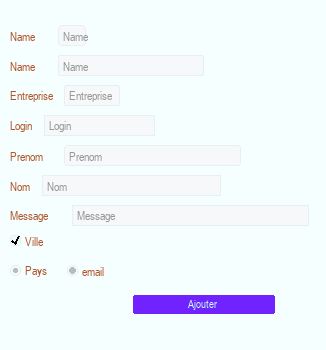 Name Name
Name Name
Entreprise Entreprise
Login Login
Prenom Prenom
Nom Nom
Message Message
Ville
Pays email
Ajouter